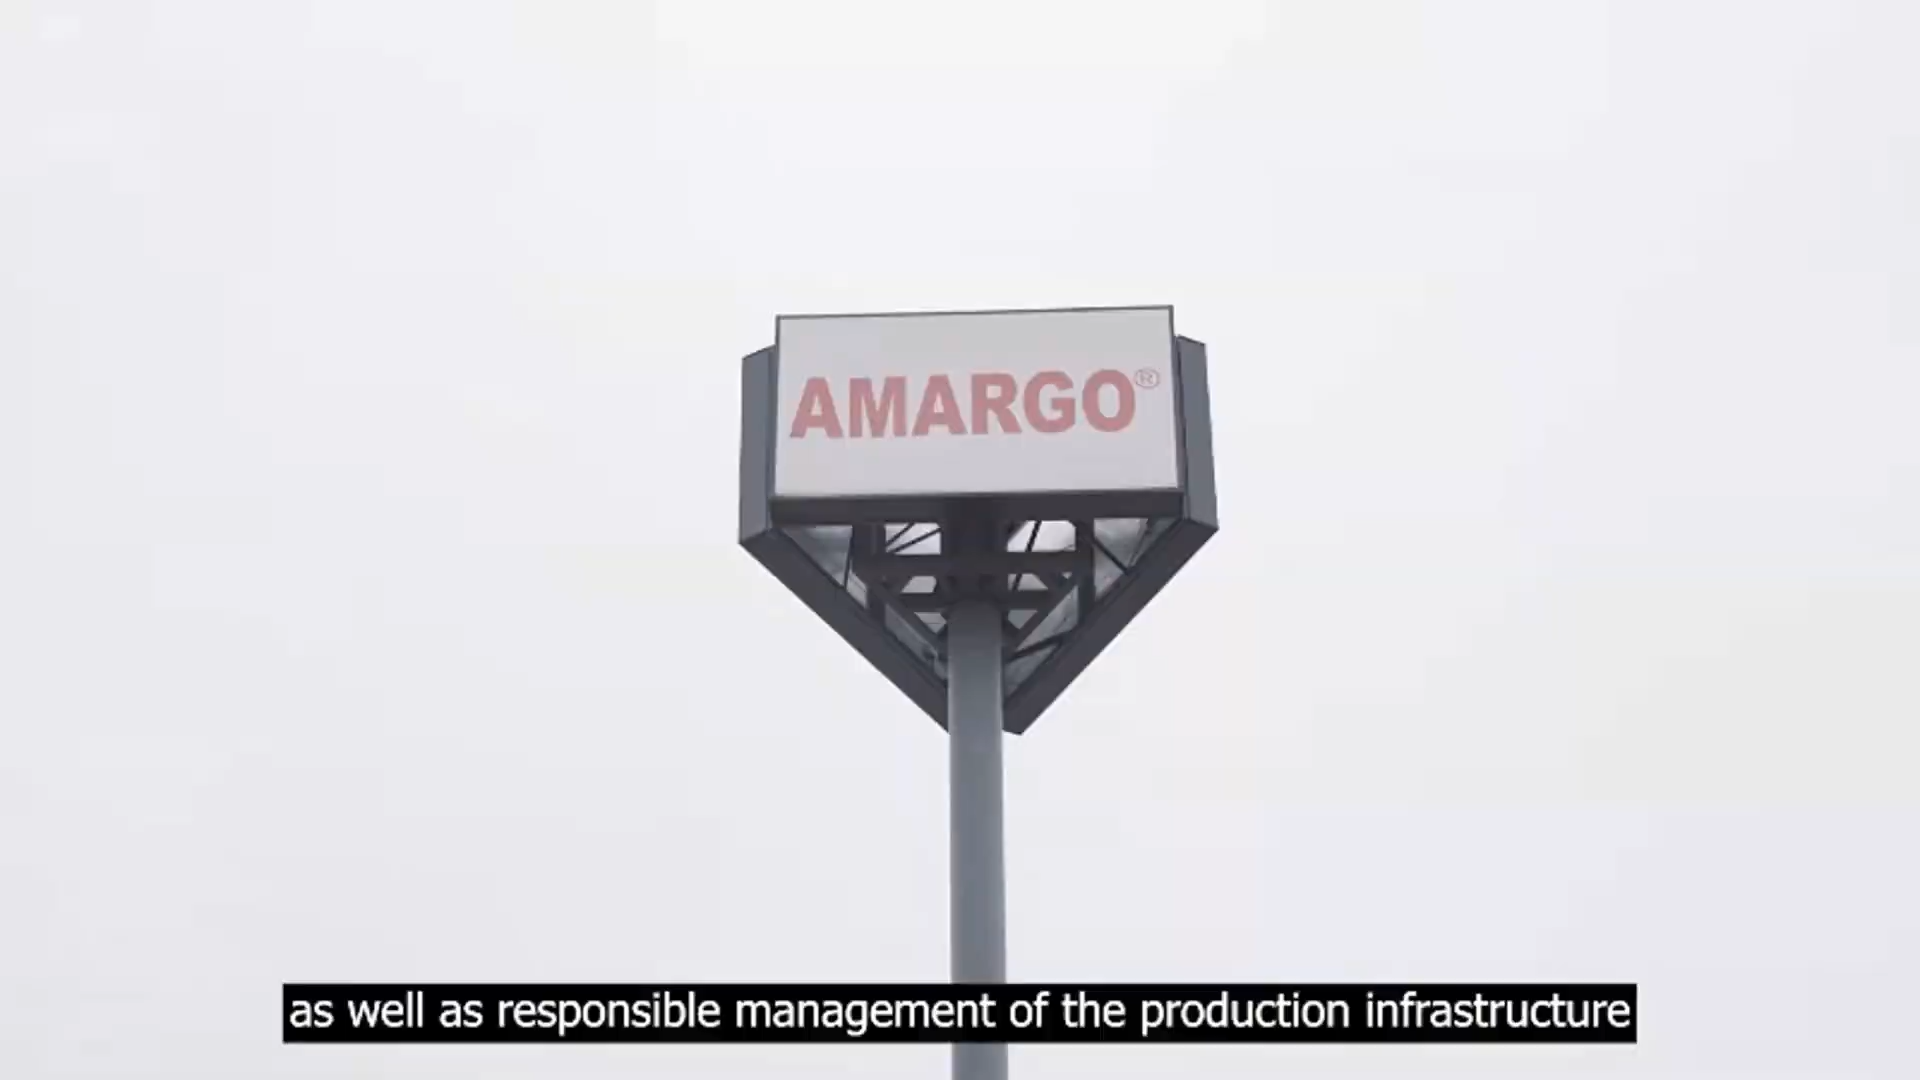 AMARGO®
as well as responsible management of the production infrastructure